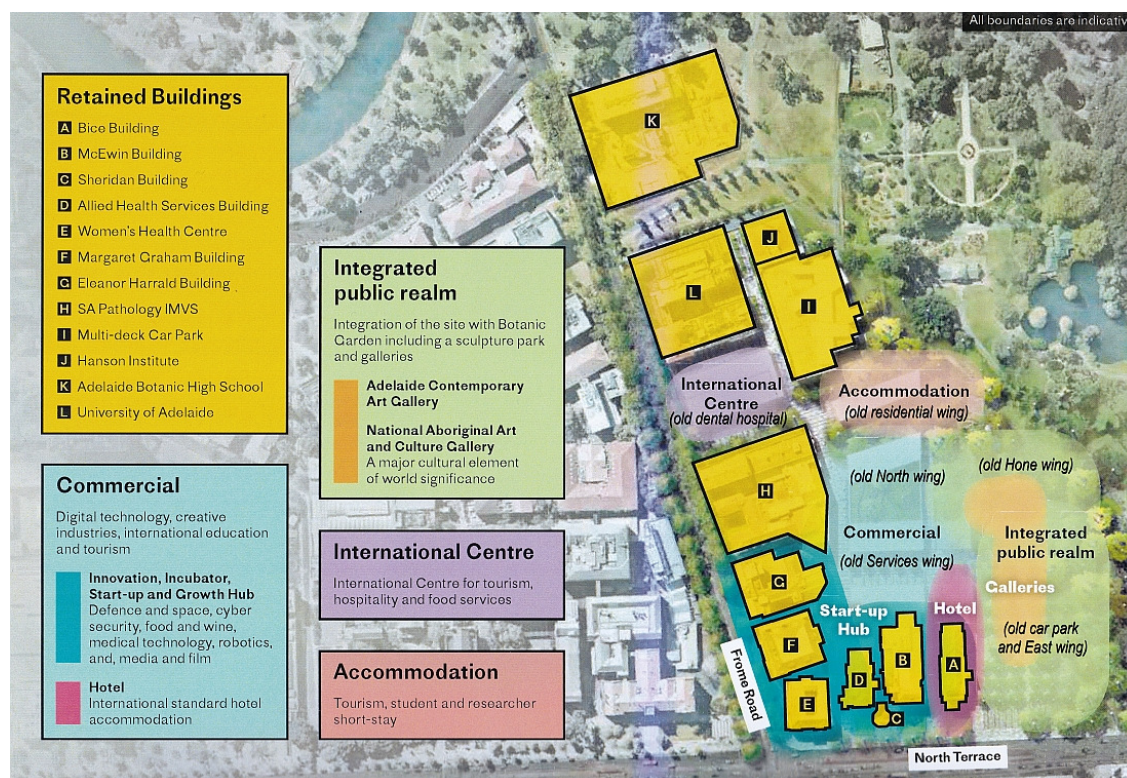 All boundaries are indicativ
Retained Buildings
A Bice Building
B McEwin Building
C Sheridan Building
D Allied Health Services Building
E Women's Health Centre
F Margaret Graham Building
C Eleanor Harrald Building
H SA Pathology IMVS
I Multi-deck Car Park
J Hanson Institute
K Adelaide Botanic High School
L University of Adelaide
Commercial
Digital technology, creative
industries, international education
and tourism
Innovation, Incubator,
Start-up and Growth Hub
Defence and space, cyber
security, food and wine,
medical technology, robotics,
and, media and film
Hotel
International standard hotel
accommodation
Integrated
public realm
Integration of the site with Botanic
Garden including a sculpture park
and galleries
Adelaide Contemporary
Art Gallery
National Aboriginal Art
and Culture Gallery
A major cultural element
of world significance
International Centre
International Centre for tourism,
hospitality and food services
Accommodation
Tourism, student and researcher
short-stay
K
J
L
I
International
Centre
(old dental hospital)
Accommodation
(old residential wing)
H
(old North wing)
(old Hone wing)
Commercial
(old Services wing)
Integrated
public realm
G
Start-up
Hub
Hotel
Galleries
F
D
B
A
(old car park
and East wing)
E
C
Frome Road
North Terrace